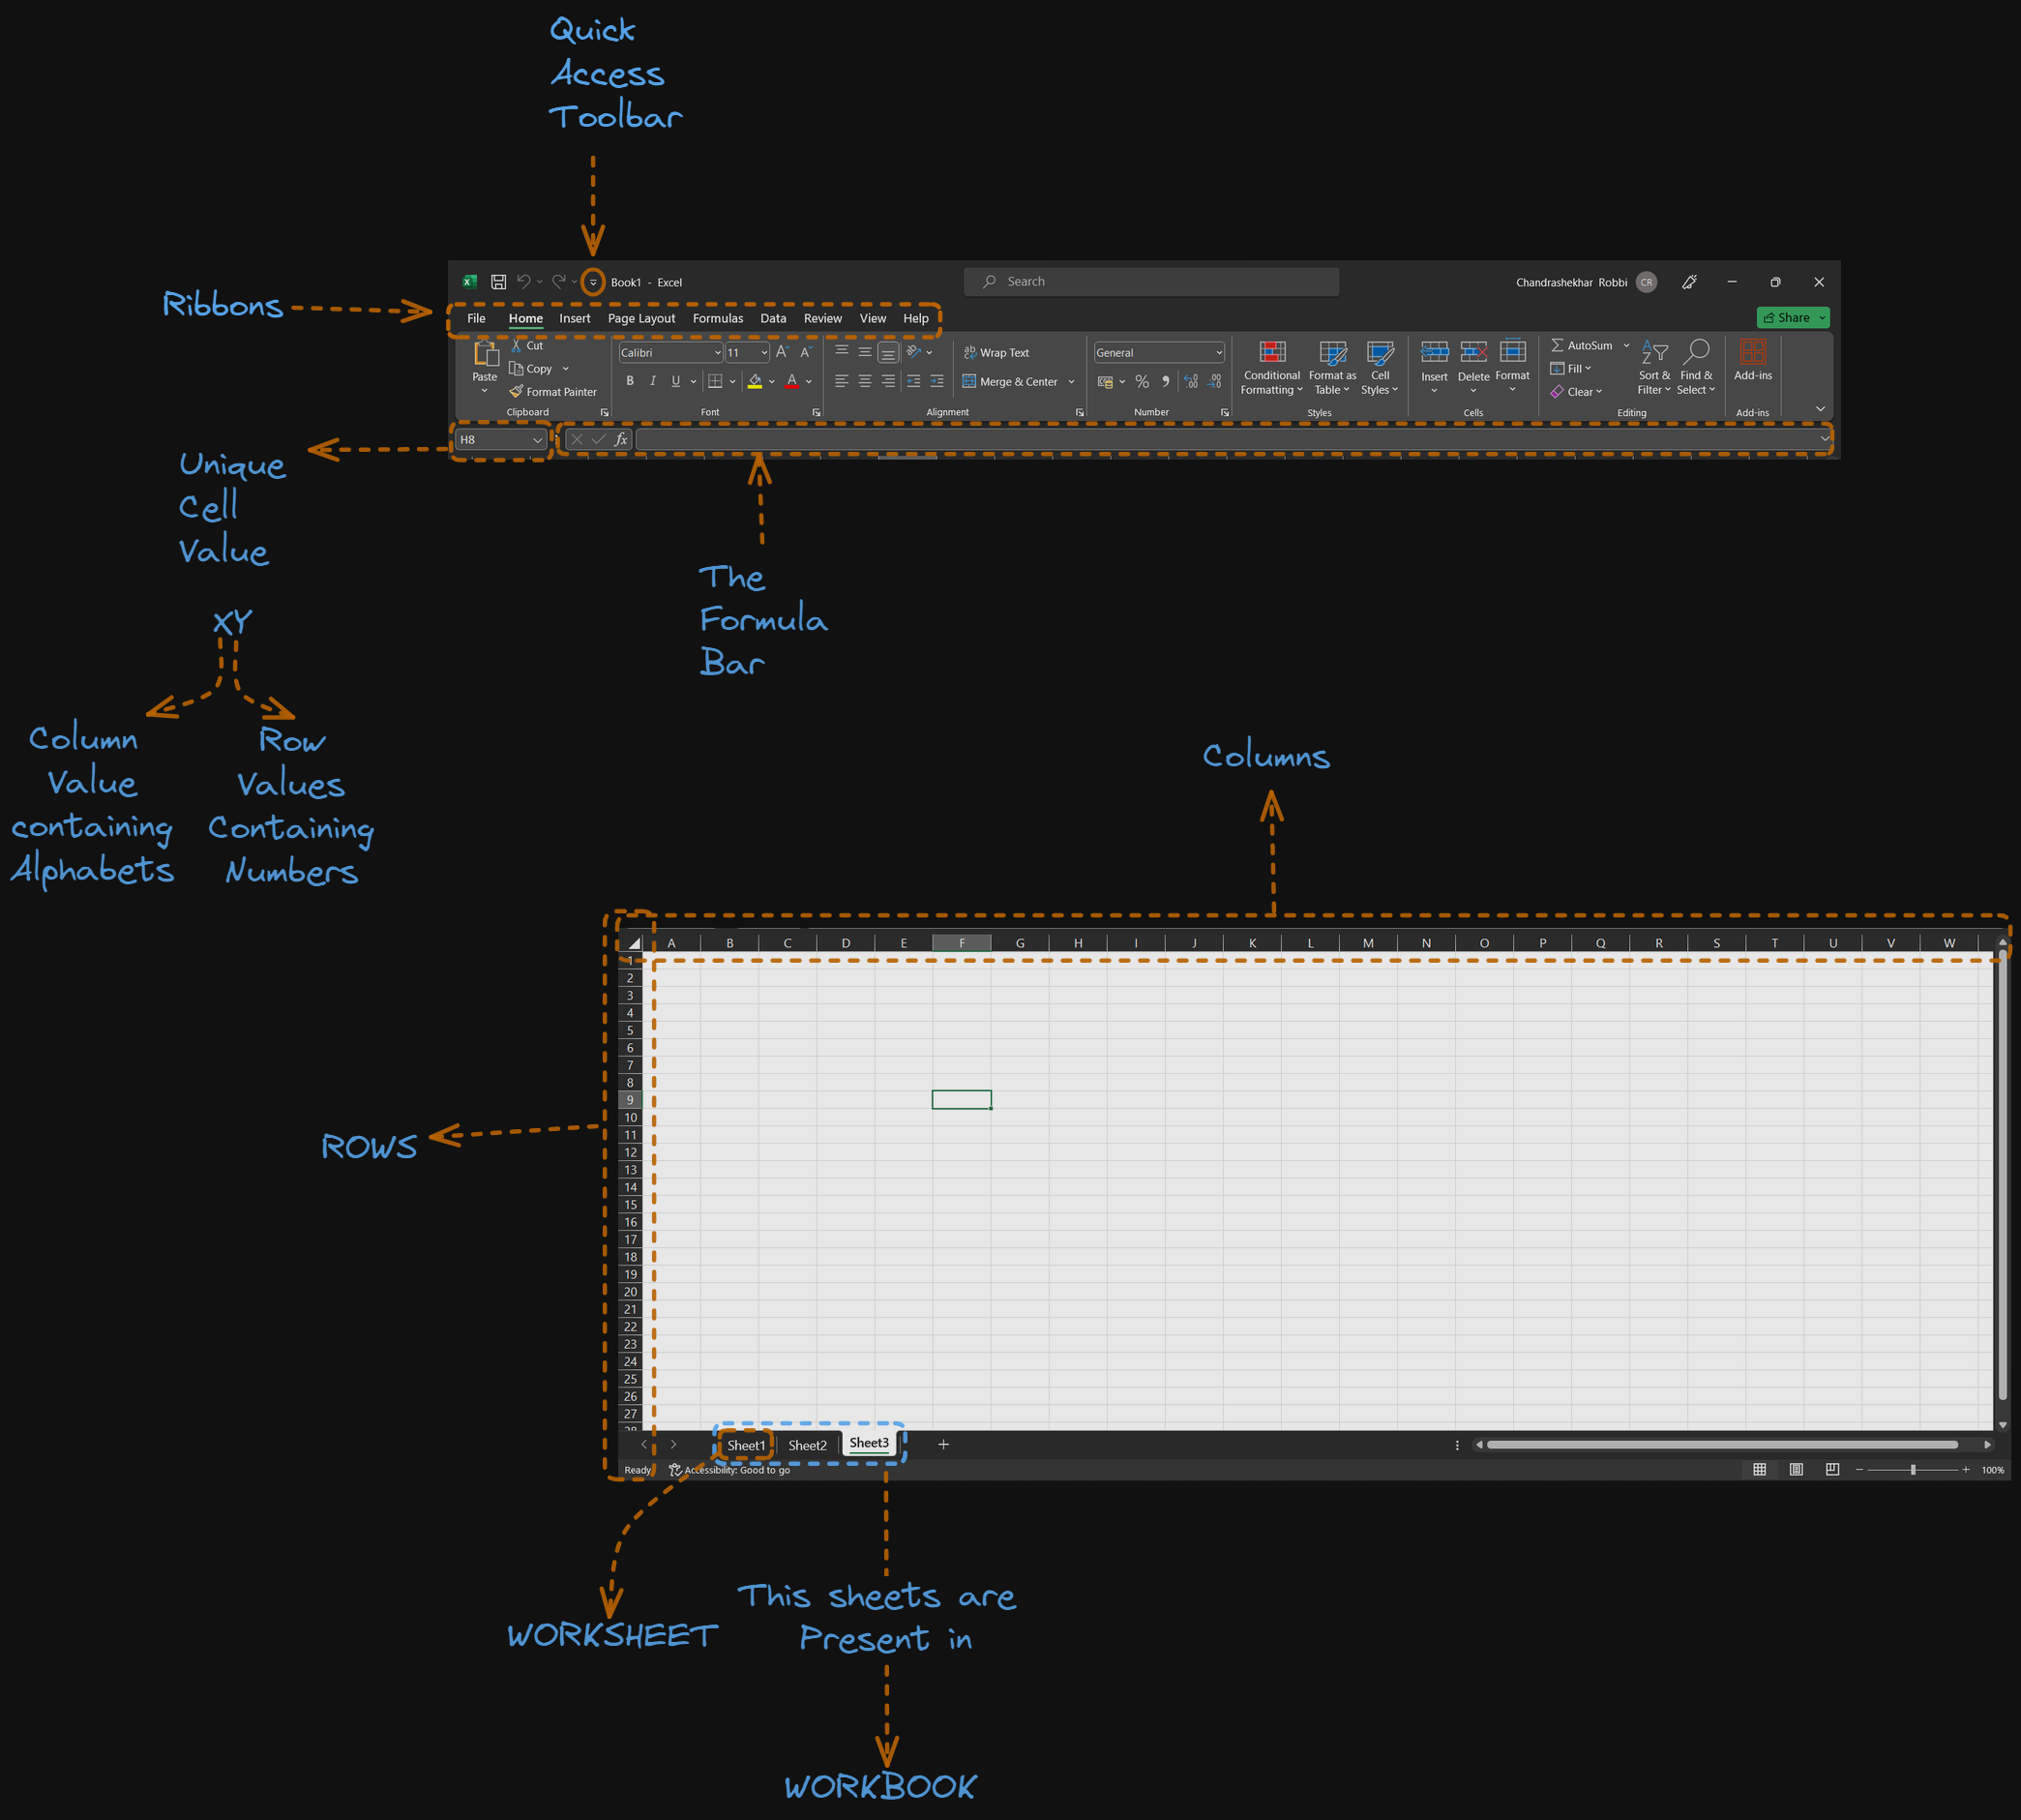 Quick
Access
Toolbar
Book1 - Excel
Search
Chandrashekhar Robbi
CR
Ribbons
File Home Insert Page Layout Formulas Data Review View Help
Share
Paste
Cut
Copy
Format Painter
Clipboard
Calibri
11
A A
B I U
A
Font
ab
Wrap Text
Merge & Center
Alignment
General
% 9
.00
Number
Conditional
Formatting
Format as
Table
Cell
Styles
Styles
Insert
Delete
Format
Cells
AutoSum
Fill
Clear
Sort &
Filter
Find &
Select
Editing
Add-ins
Add-ins
H8
fx
Unique
Cell
Value
XY
Column
Value
containing
Alphabets
Row
Values
Containing
Numbers
The
Formula
Bar
Columns
A B C D E F G H I J K L M N O P Q R S T U V W
1
2
3
4
5
6
7
8
9
10
11
12
13
14
15
16
17
18
19
20
21
22
23
24
25
26
27
28
ROWS
Sheet1 Sheet2 Sheet3 +
Ready
Accessibility: Good to go
100%
WORKSHEET
This sheets are
Present in
WORKBOOK